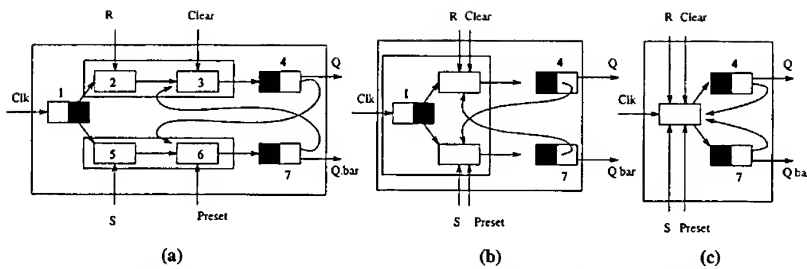 R Clear
Clk 1 2 3 4 Q
5 6 7 Q bar
S Preset
(a)
R Clear
Clk 1 4 Q
7 Q bar
S Preset
(b)
R Clear
Clk 4 Q
7 Q bar
S Preset
(c)